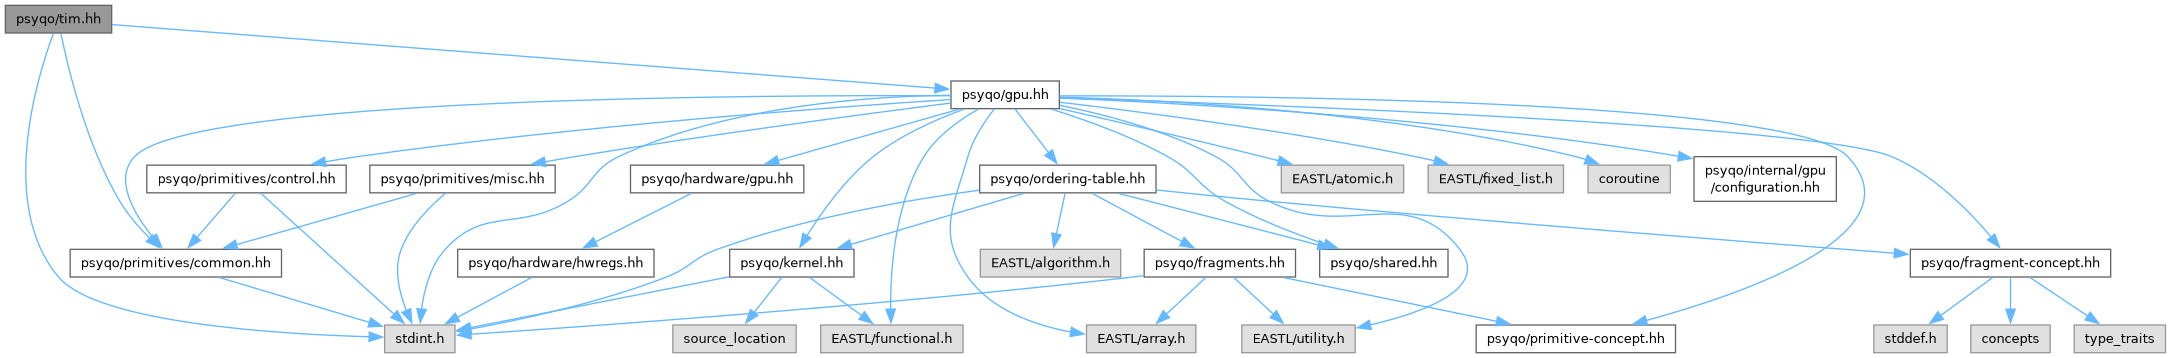 psyqo/tim.hh
psyqo/gpu.hh
psyqo/primitives/control.hh
psyqo/primitives/misc.hh
psyqo/hardware/gpu.hh
psyqo/ordering-table.hh
EASTL/atomic.h
EASTL/fixed_list.h
coroutine
psyqo/internal/gpu
/configuration.hh
psyqo/primitives/common.hh
psyqo/hardware/hwregs.hh
psyqo/kernel.hh
EASTL/algorithm.h
psyqo/fragments.hh
psyqo/shared.hh
psyqo/fragment-concept.hh
stdint.h
source_location
EASTL/functional.h
EASTL/array.h
EASTL/utility.h
psyqo/primitive-concept.hh
stddef.h
concepts
type_traits